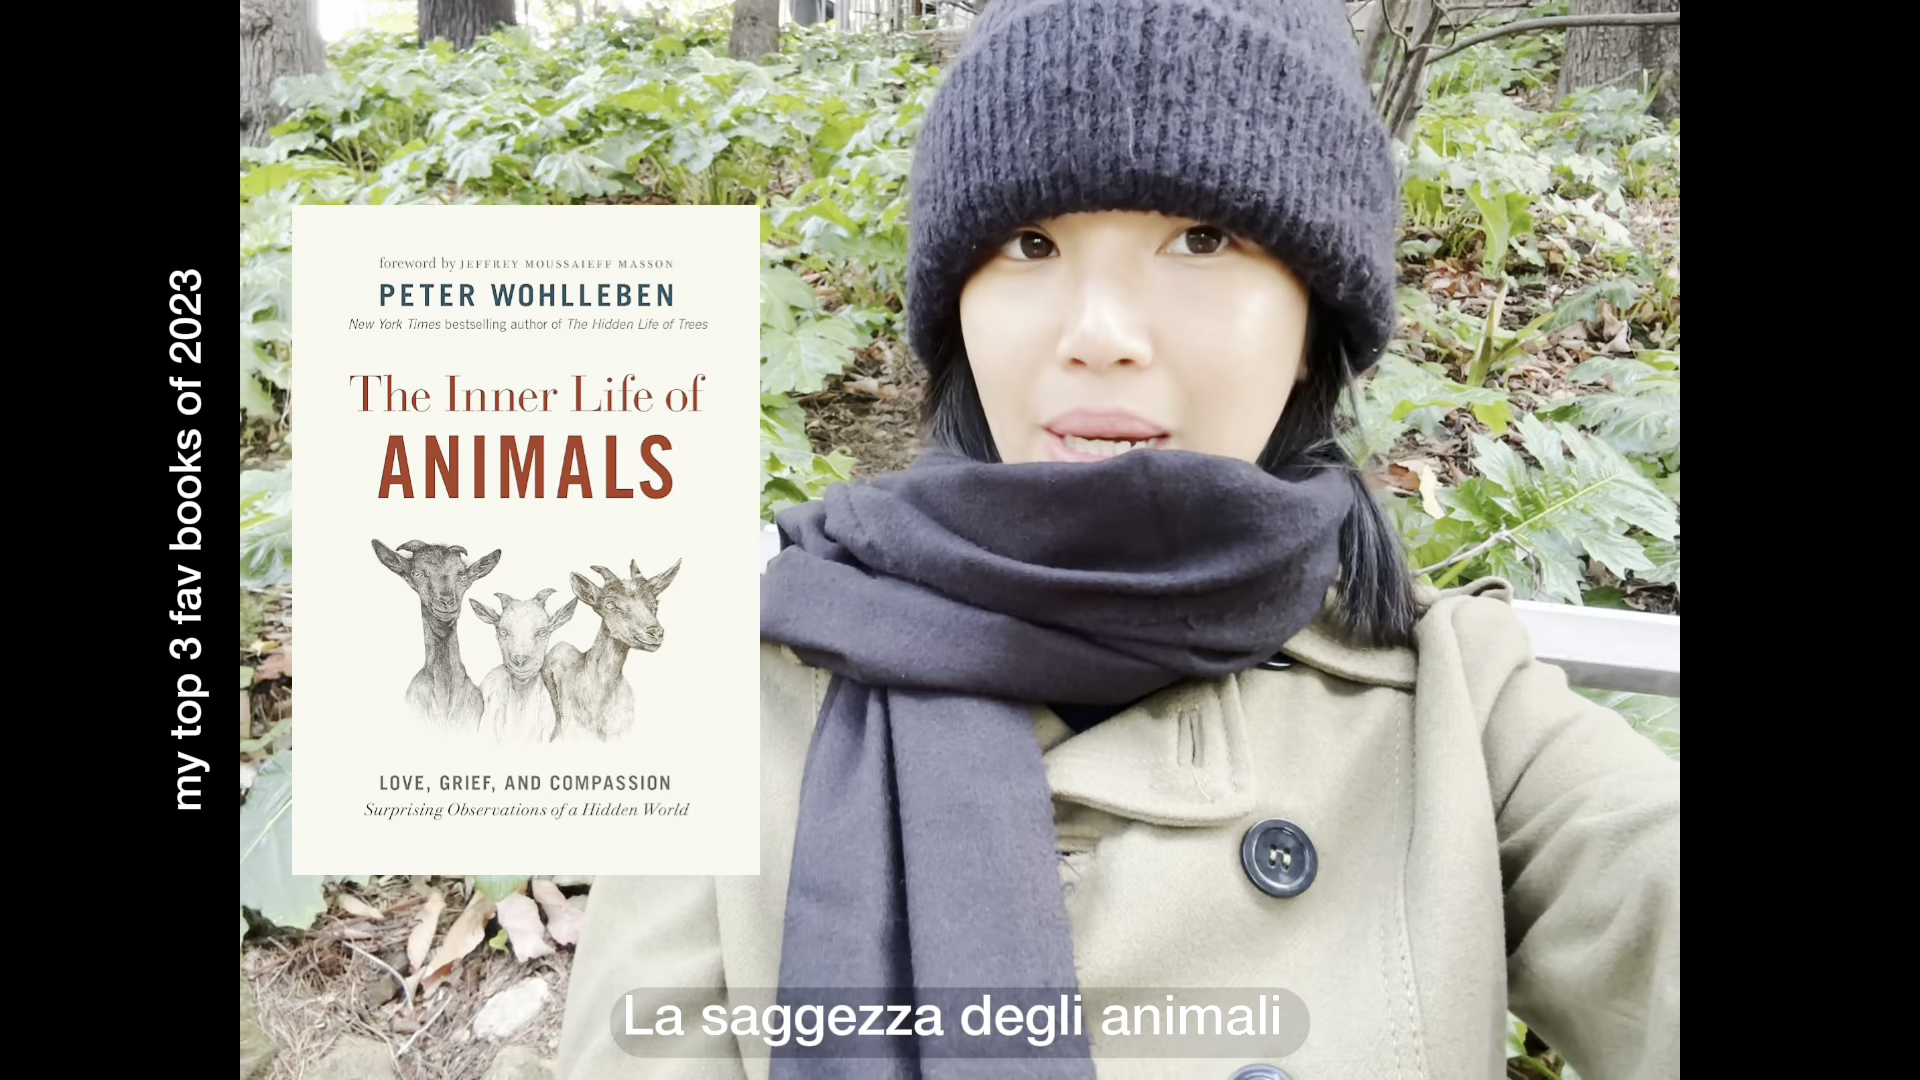 my top 3 fav books of 2023
foreword by JEFFREY MOUSSAIEFF MASSON
PETER WOHLLEBEN
New York Times bestselling author of The Hidden Life of Trees
The Inner Life of
ANIMALS
LOVE, GRIEF, AND COMPASSION
Surprising Observations of a Hidden World
La saggezza degli animali